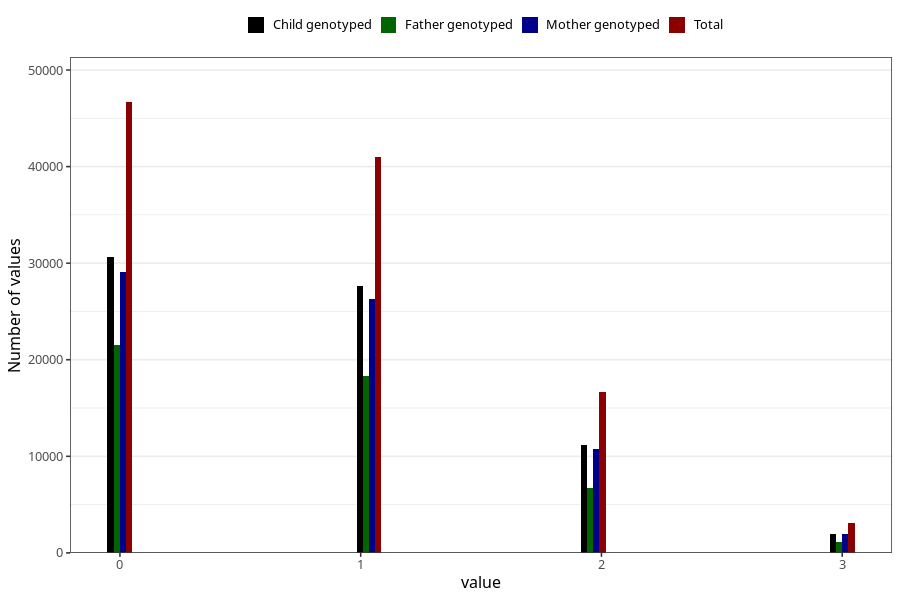 Child genotyped Father genotyped Mother genotyped Total
Number of values
50000
40000
30000
20000
10000
0
0 1 2 3
value